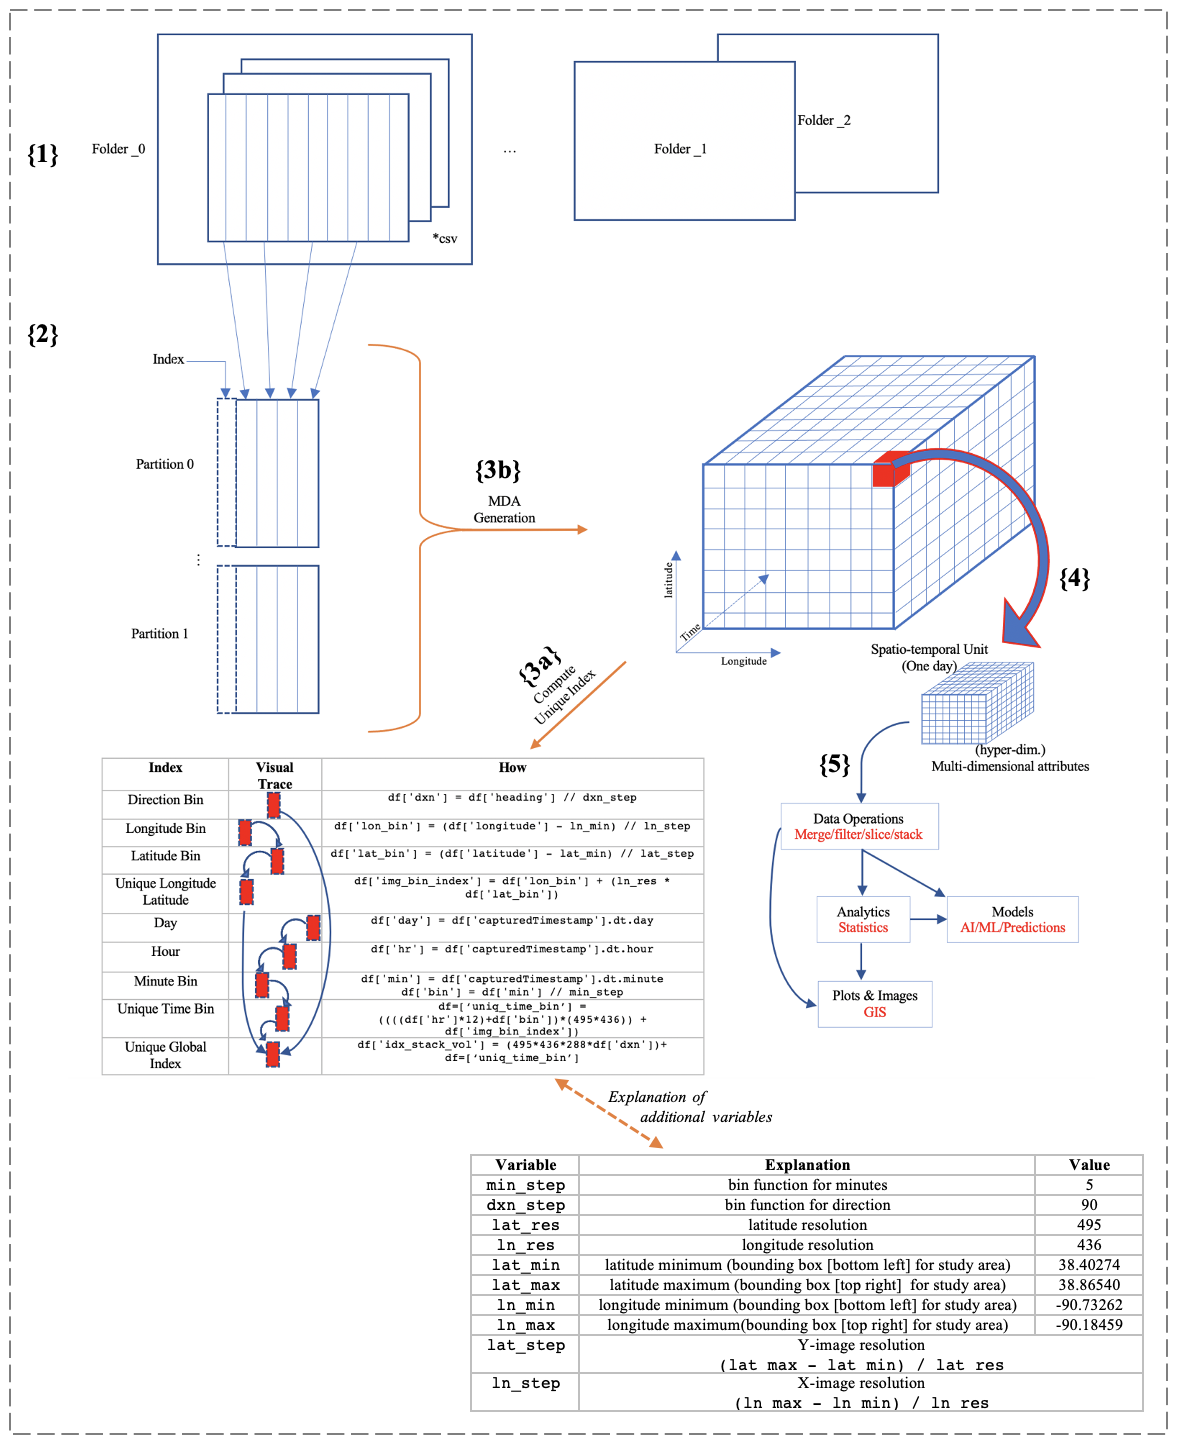 {1}
Folder _0
*csv
...
Folder _1
Folder _2
{2}
Index
Partition 0
...
Partition 1
{3b}
MDA
Generation
latitude
Time
Longitude
{4}
{3a}
Compute
Unique Index
Spatio-temporal Unit
(One day)
(hyper-dim.)
Multi-dimensional attributes
{5}
Data Operations
Merge/filter/slice/stack
Analytics
Statistics
Models
AI/ML/Predictions
Plots & Images
GIS
Index Visual Trace How
Direction Bin df['dxn'] = df['heading'] // dxn_step
Longitude Bin df['lon_bin'] = (df['longitude'] - ln_min) // ln_step
Latitude Bin df['lat_bin'] = (df['latitude'] - lat_min) // lat_step
Unique Longitude Latitude df['img_bin_index'] = df['lon_bin'] + (ln_res * df['lat_bin'])
Day df['day'] = df['capturedTimestamp'].dt.day
Hour df['hr'] = df['capturedTimestamp'].dt.hour
Minute Bin df['min'] = df['capturedTimestamp'].dt.minute
df['bin'] = df['min'] // min_step
Unique Time Bin df=[‘uniq_time_bin’] =
((((df['hr']*12)+df['bin'])*(495*436)) +
df['img_bin_index'])
Unique Global Index df['idx_stack_vol'] = (495*436*288*df['dxn'])+
df=[‘uniq_time_bin’]
Explanation of
additional variables
Variable Explanation Value
min_step bin function for minutes 5
dxn_step bin function for direction 90
lat_res latitude resolution 495
ln_res longitude resolution 436
lat_min latitude minimum (bounding box [bottom left] for study area) 38.40274
lat_max latitude maximum (bounding box [top right] for study area) 38.86540
ln_min longitude minimum (bounding box [bottom left] for study area) -90.73262
ln_max longitude maximum(bounding box [top right] for study area) -90.18459
lat_step Y-image resolution
(lat max - lat min) / lat res
ln_step X-image resolution
(ln max - ln min) / ln res